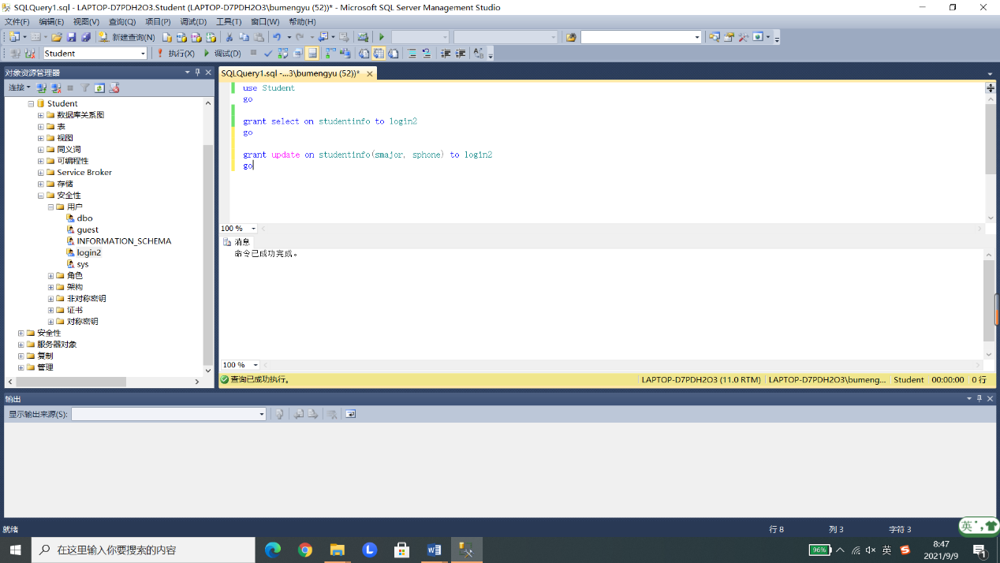 SQLQuery1.sql - LAPTOP-D7PDH2O3.Student (LAPTOP-D7PDH2O3\bumengyu (52))* - Microsoft SQL Server Management Studio
文件(F) 编辑(E) 视图(V) 查询(Q) 项目(P) 调试(D) 工具(T) 窗口(W) 帮助(H)
新建查询(N)
Student 执行(X) 调试(D)
对象资源管理器
连接
Student
数据库关系图
表
视图
同义词
可编程性
Service Broker
存储
安全性
用户
dbo
guest
INFORMATION_SCHEMA
login2
sys
角色
架构
非对称密钥
证书
对称密钥
安全性
服务器对象
复制
管理
SQLQuery1.sql -...3\bumengyu (52))*
use Student
go
grant select on studentinfo to login2
go
grant update on studentinfo(smajor, sphone) to login2
go
100 %
消息
命令已成功完成。
100 %
查询已成功执行。 LAPTOP-D7PDH2O3 (11.0 RTM) LAPTOP-D7PDH2O3\bumeng... Student 00:00:00 0 行
输出
显示输出来源(S):
就绪 行 8 列 3 字符 3
英
在这里输入你要搜索的内容
96% 英 8:47
2021/9/9
1